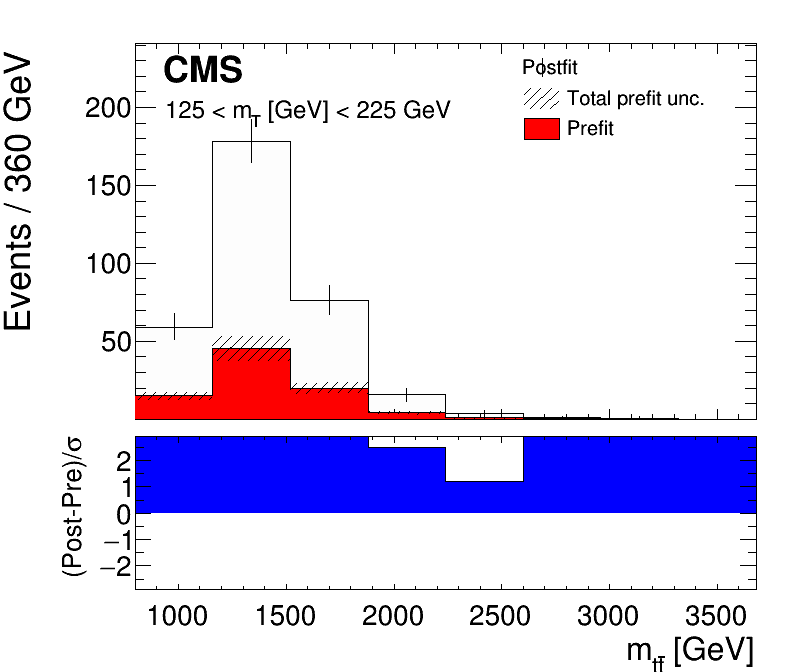 CMS
125 < m_T [GeV] < 225 GeV
Postfit
Total prefit unc.
Prefit
Events / 360 GeV
200
150
100
50
(Post-Pre)/σ
2
1
0
−1
−2
1000 1500 2000 2500 3000 3500
m_tt̄ [GeV]